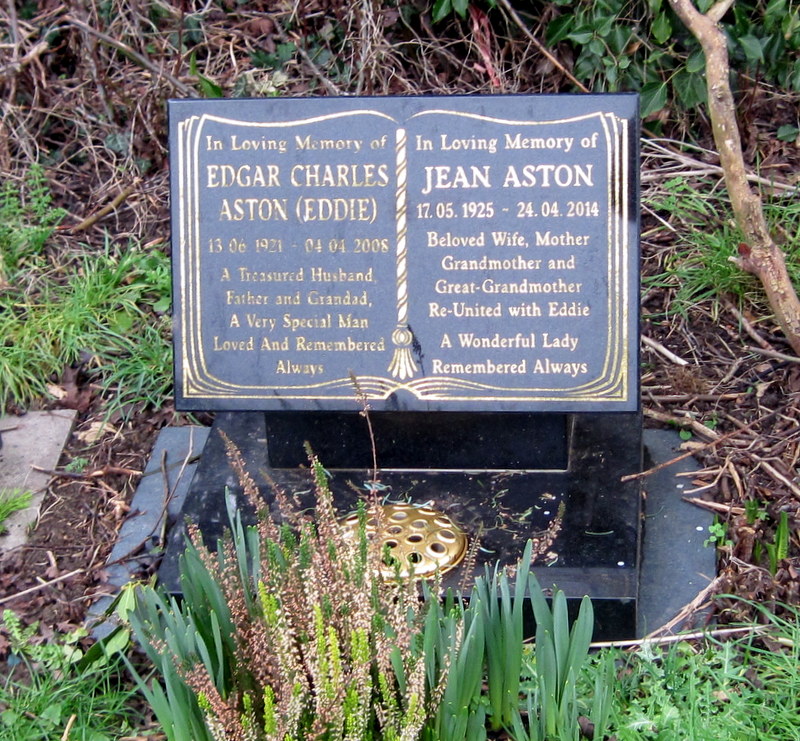 In Loving Memory of
EDGAR CHARLES
ASTON (EDDIE)
13.06.1921 - 04.04.2008
A Treasured Husband,
Father and Grandad,
A Very Special Man
Loved And Remembered
Always
In Loving Memory of
JEAN ASTON
17.05.1925 - 24.04.2014
Beloved Wife, Mother
Grandmother and
Great-Grandmother
Re-United with Eddie
A Wonderful Lady
Remembered Always